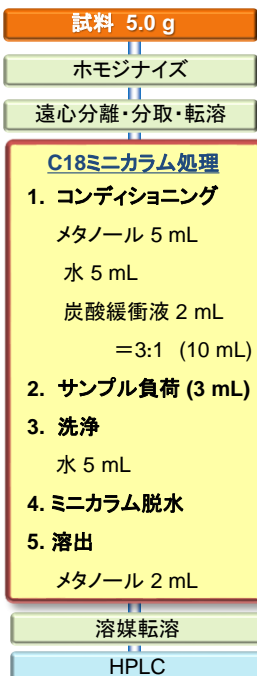 試料 5.0 g
ホモジナイズ
遠心分離・分取・転溶
C18ミニカラム処理
1. コンディショニング
メタノール 5 mL
水 5 mL
炭酸緩衝液 2 mL
=3:1 (10 mL)
2. サンプル負荷 (3 mL)
3. 洗浄
水 5 mL
4. ミニカラム脱水
5. 溶出
メタノール 2 mL
溶媒転溶
HPLC